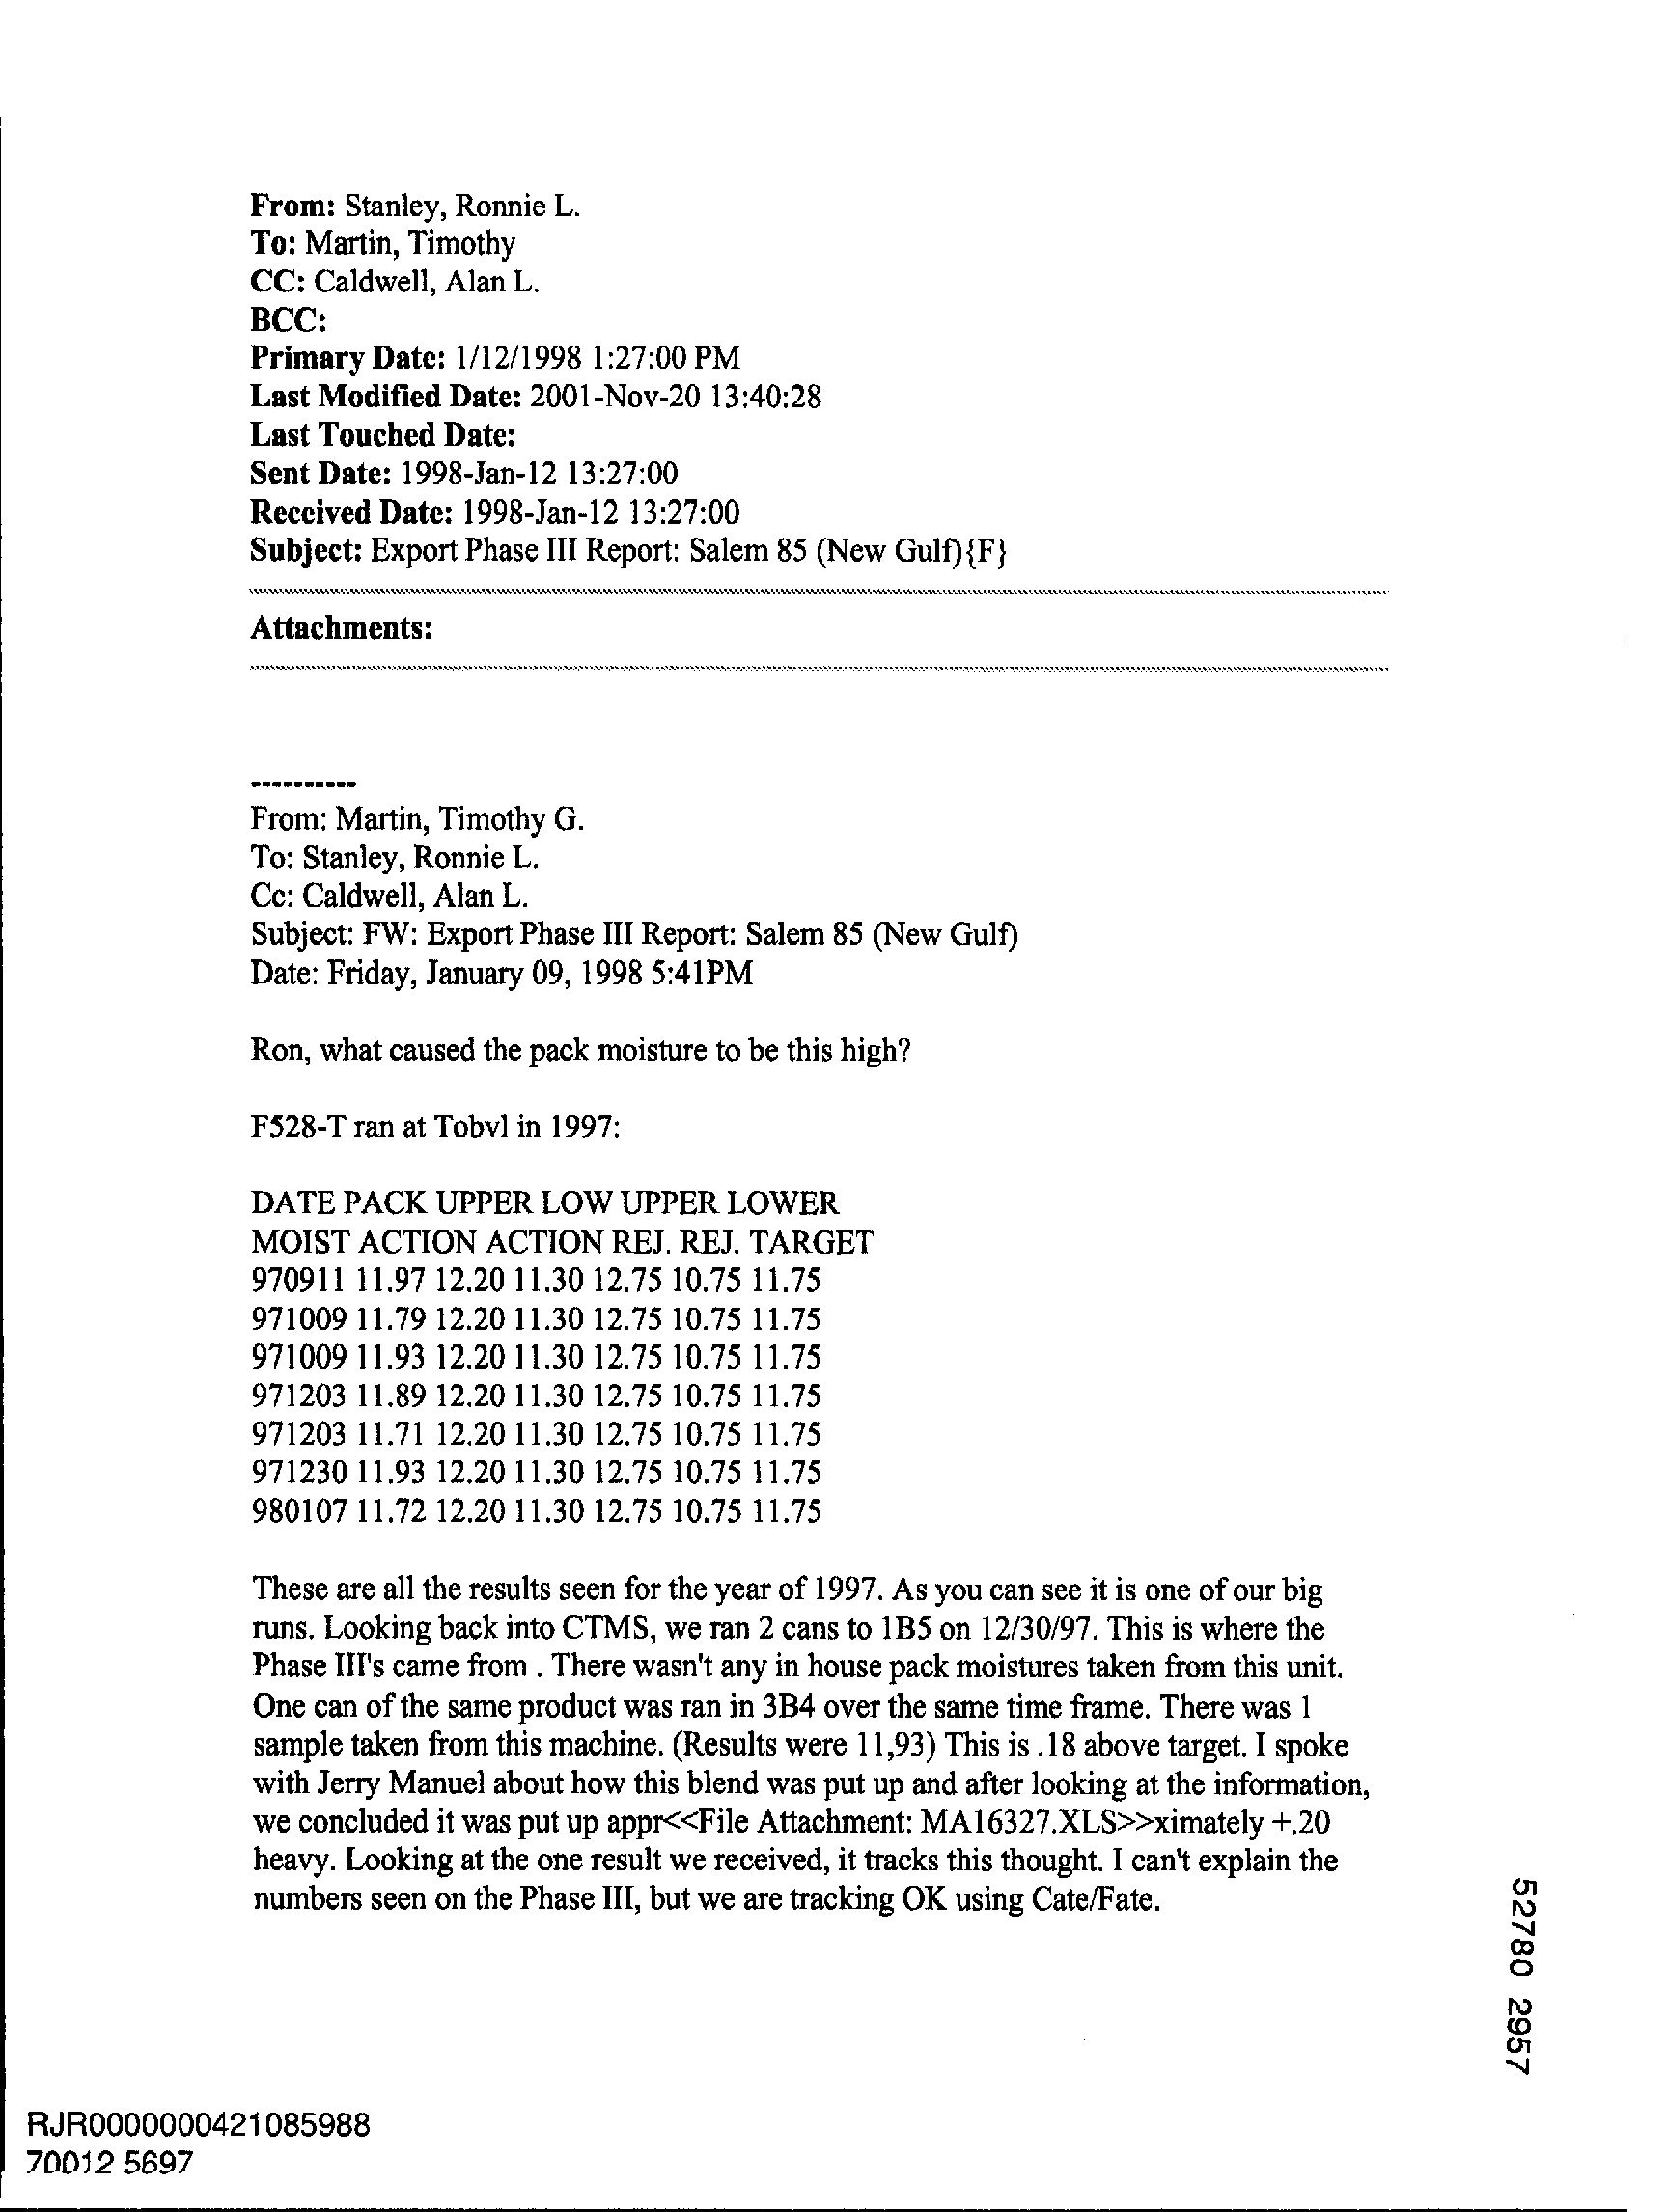 From: Stanley, Ronnie L.
To: Martin, Timothy
CC: Caldwell, Alan L.
BCC:
Primary Date: 1/12/1998 1:27:00 PM
Last Modified Date: 2001-Nov-20 13:40:28
Last Touched Date:
Sent Date: 1998-Jan-12 13:27:00
Received Date: 1998-Jan-12 13:27:00
Subject: Export Phase III Report: Salem 85 (New Gulf){F}
Attachments:
----------
From: Martin, Timothy G.
To: Stanley, Ronnie L.
Cc: Caldwell, Alan L.
Subject: FW: Export Phase III Report: Salem 85 (New Gulf)
Date: Friday, January 09, 1998 5:41PM
Ron, what caused the pack moisture to be this high?
F528-T ran at Tobvl in 1997:
DATE PACK UPPER LOW UPPER LOWER
MOIST ACTION ACTION REJ. REJ. TARGET
970911 11.97 12.20 11.30 12.75 10.75 11.75
971009 11.79 12.20 11.30 12.75 10.75 11.75
971009 11.93 12.20 11.30 12.75 10.75 11.75
971203 11.89 12.20 11.30 12.75 10.75 11.75
971203 11.71 12.20 11.30 12.75 10.75 11.75
971230 11.93 12.20 11.30 12.75 10.75 11.75
980107 11.72 12.20 11.30 12.75 10.75 11.75
These are all the results seen for the year of 1997. As you can see it is one of our big
runs. Looking back into CTMS, we ran 2 cans to 1B5 on 12/30/97. This is where the
Phase III's came from . There wasn't any in house pack moistures taken from this unit.
One can of the same product was ran in 3B4 over the same time frame. There was 1
sample taken from this machine. (Results were 11,93) This is .18 above target. I spoke
with Jerry Manuel about how this blend was put up and after looking at the information,
we concluded it was put up appr<<File Attachment: MA16327.XLS>>ximately +.20
heavy. Looking at the one result we received, it tracks this thought. I can't explain the
numbers seen on the Phase III, but we are tracking OK using Cate/Fate.
52780 2957
RJR0000000421085988
70012 5697